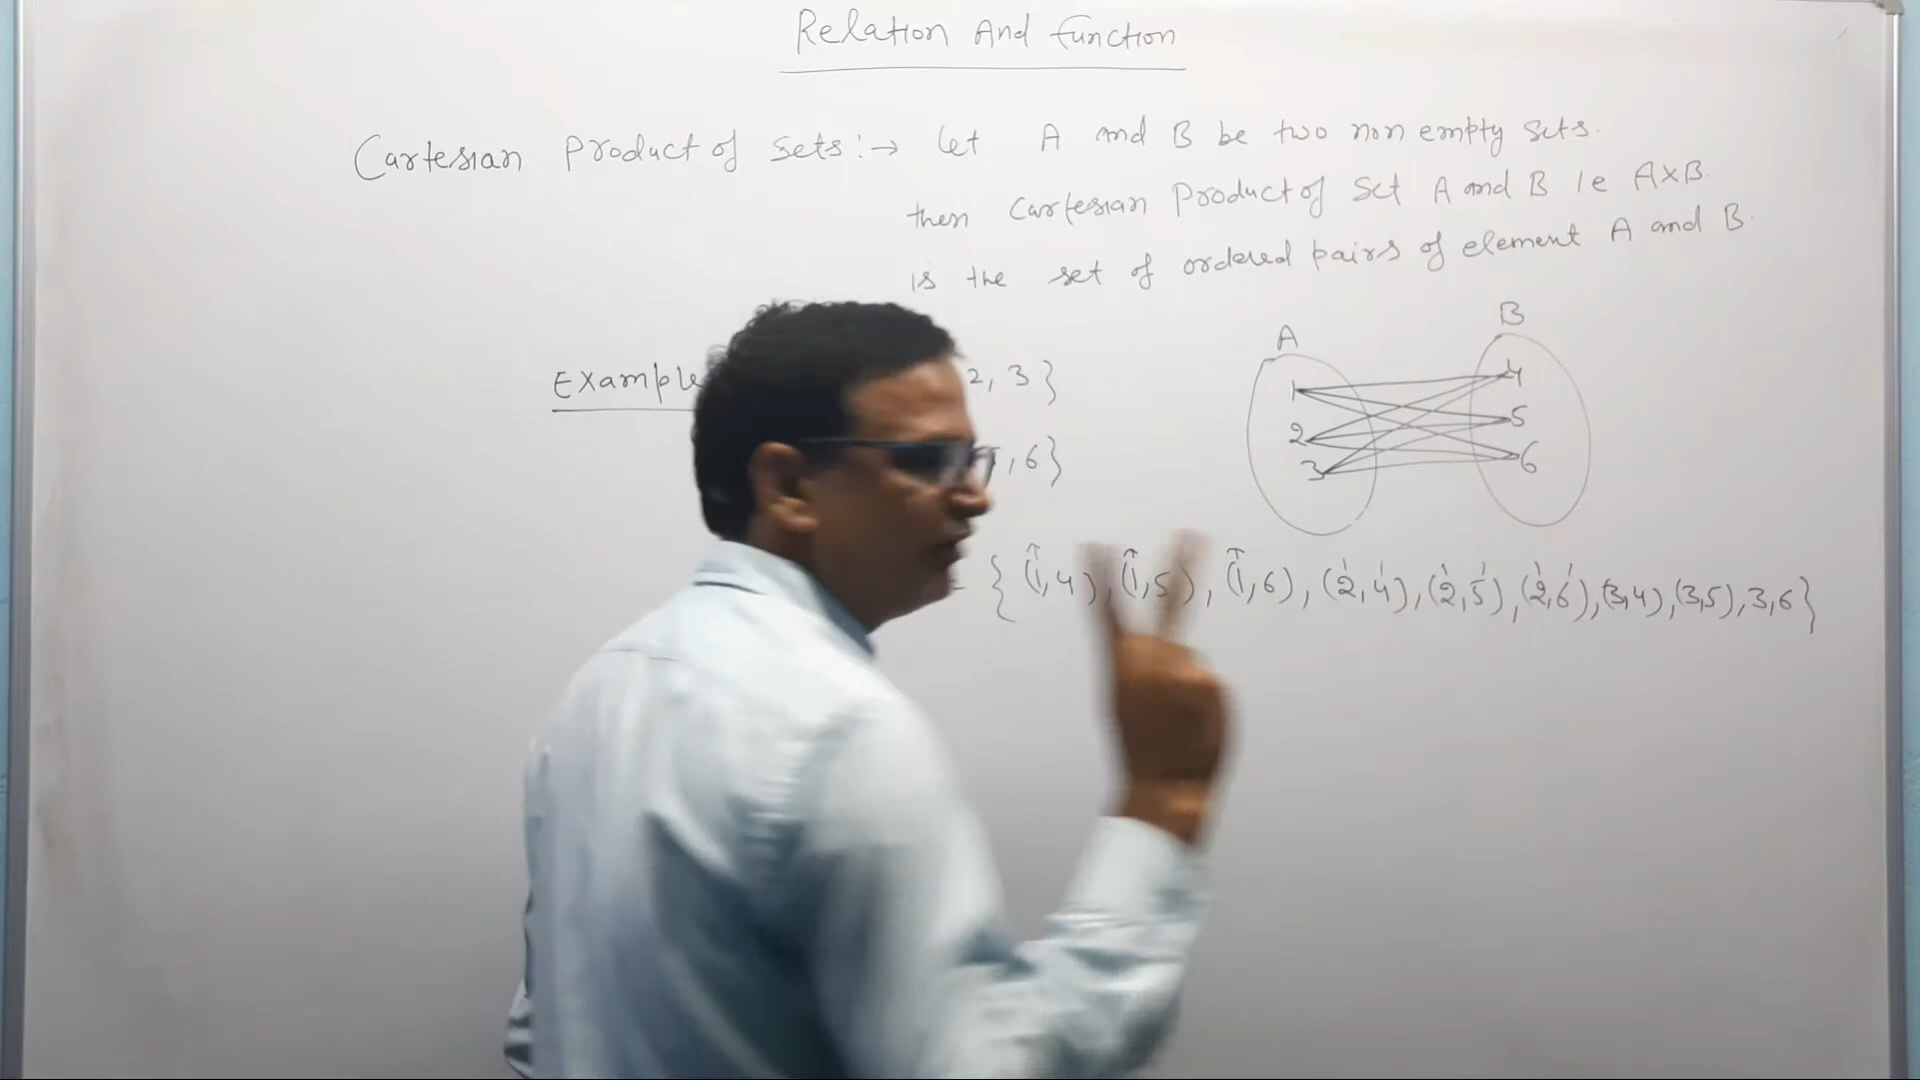 Relation And function
Cartesian product of sets:→ let A and B be two non empty sets.
then Cartesian Product of Set A and B ie A×B.
is the set of ordered pairs of element A and B.
Example 2, 3}
, 6}
A B
1 4
2 5
3 6
{(1,4), (1,5), (1,6), (2,4), (2,5), (2,6), (3,4), (3,5), 3,6}